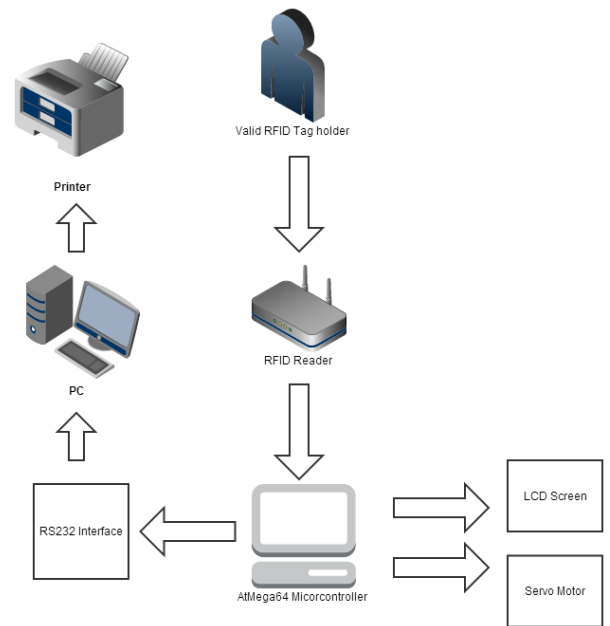 Valid RFID Tag holder
Printer
RFID Reader
PC
RS232 Interface
LCD Screen
AtMega64 Micorcontroller
Servo Motor